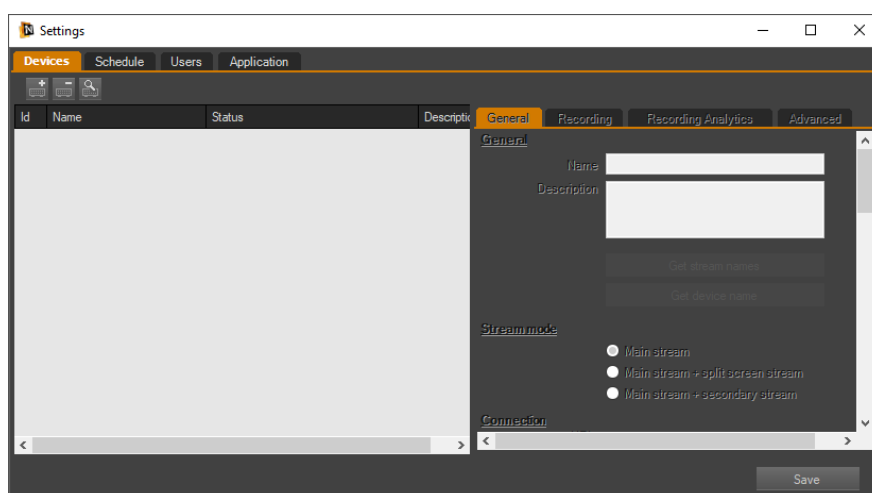 Settings
Devices Schedule Users Application
Id Name Status Descriptic
General Recording Recording Analytics Advanced
General
Name
Description
Get stream names
Get device name
Stream mode
Main stream
Main stream + split screen stream
Main stream + secondary stream
Connection
Save